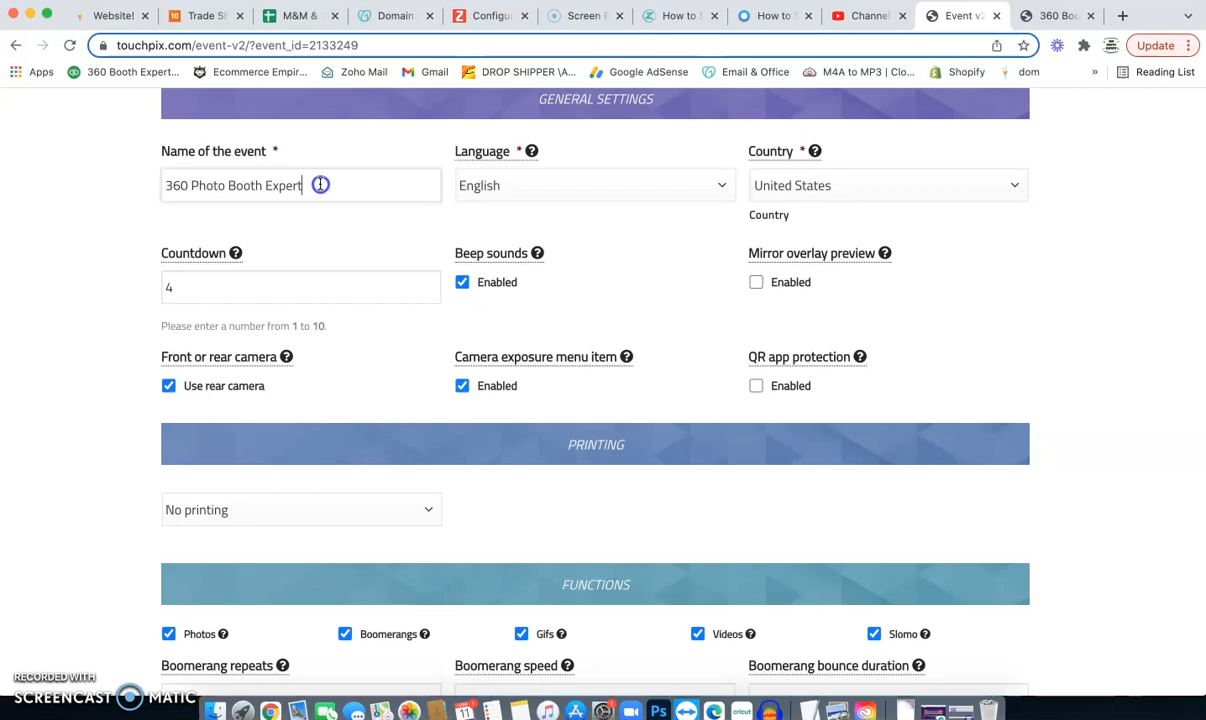 Website!
Trade Sh
M&M &
Domain
Configur
Screen R
How to S
How to S
Channel
Event v2
360 Boo
touchpix.com/event-v2/?event_id=2133249
Update
Apps
360 Booth Expert...
Ecommerce Empir...
Zoho Mail
Gmail
DROP SHIPPER \A...
Google AdSense
Email & Office
M4A to MP3 | Clo...
Shopify
dom
»
Reading List
GENERAL SETTINGS
Name of the event *
Language * ?
Country * ?
360 Photo Booth Expert
English
United States
Country
Countdown ?
Beep sounds ?
Mirror overlay preview ?
4
Enabled
Enabled
Please enter a number from 1 to 10.
Front or rear camera ?
Camera exposure menu item ?
QR app protection ?
Use rear camera
Enabled
Enabled
PRINTING
No printing
FUNCTIONS
Photos ?
Boomerangs ?
Gifs ?
Videos ?
Slomo ?
Boomerang repeats ?
Boomerang speed ?
Boomerang bounce duration ?
RECORDED WITH
SCREENCAST MATIC